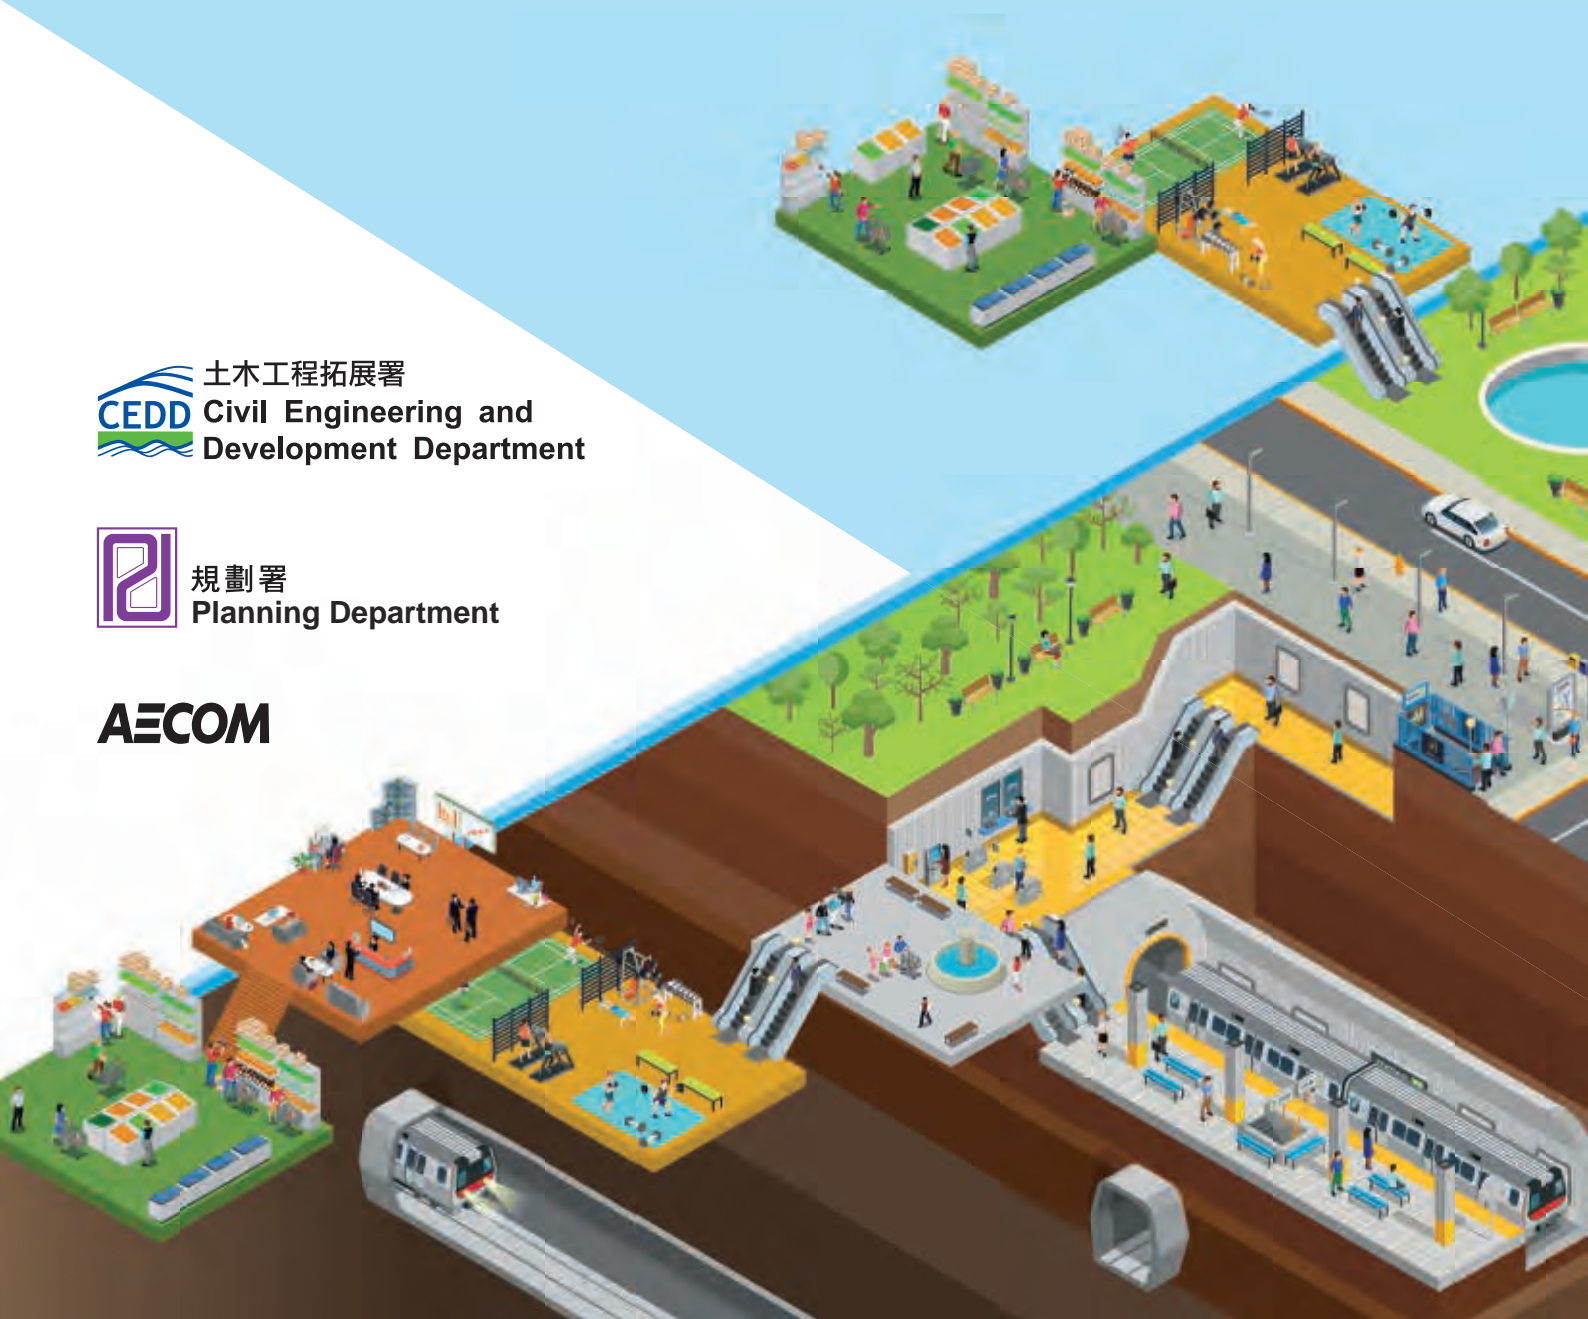 土木工程拓展署
CEDD
Civil Engineering and
Development Department
規劃署
Planning Department
AECOM